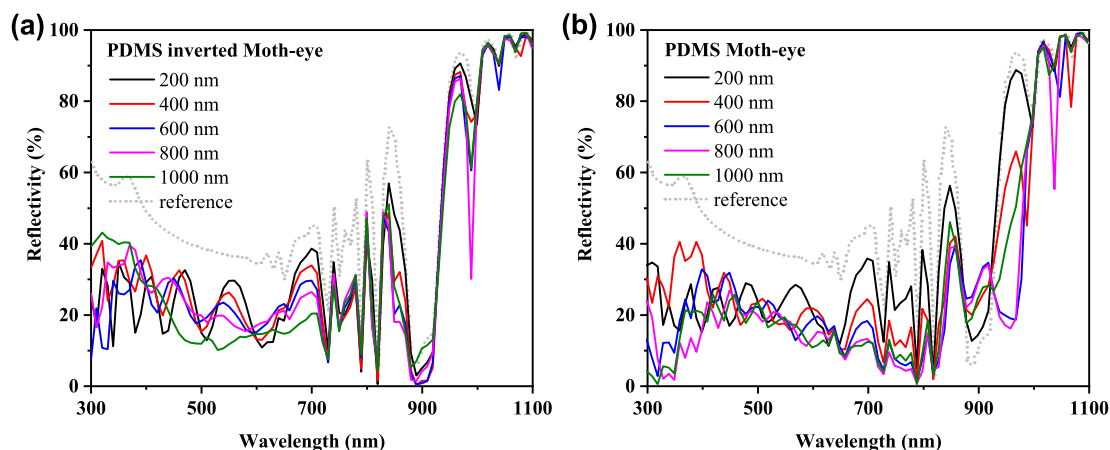 (a)
PDMS inverted Moth-eye
200 nm
400 nm
600 nm
800 nm
1000 nm
reference
Reflectivity (%)
100
80
60
40
20
0
300
500
700
900
1100
Wavelength (nm)
(b)
PDMS Moth-eye
200 nm
400 nm
600 nm
800 nm
1000 nm
reference
Reflectivity (%)
100
80
60
40
20
0
300
500
700
900
1100
Wavelength (nm)